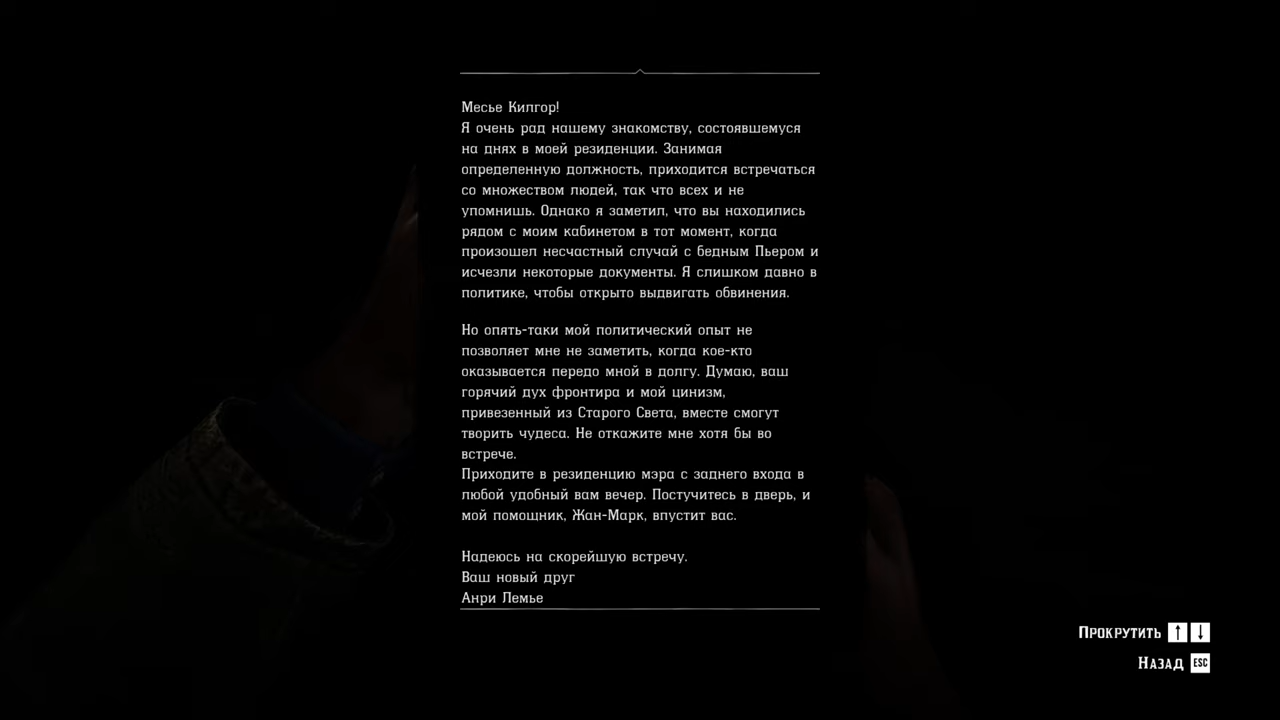 Месье Килгор!
Я очень рад нашему знакомству, состоявшемуся
на днях в моей резиденции. Занимая
определенную должность, приходится встречаться
со множеством людей, так что всех и не
упомнишь. Однако я заметил, что вы находились
рядом с моим кабинетом в тот момент, когда
произошел несчастный случай с бедным Пьером и
исчезли некоторые документы. Я слишком давно в
политике, чтобы открыто выдвигать обвинения.
Но опять-таки мой политический опыт не
позволяет мне не заметить, когда кое-кто
оказывается передо мной в долгу. Думаю, ваш
горячий дух фронтира и мой цинизм,
привезенный из Старого Света, вместе смогут
творить чудеса. Не откажите мне хотя бы во
встрече.
Приходите в резиденцию мэра с заднего входа в
любой удобный вам вечер. Постучитесь в дверь, и
мой помощник, Жан-Марк, впустит вас.
Надеюсь на скорейшую встречу.
Ваш новый друг
Анри Лемье
Прокрутить ↑ ↓
Назад ESC